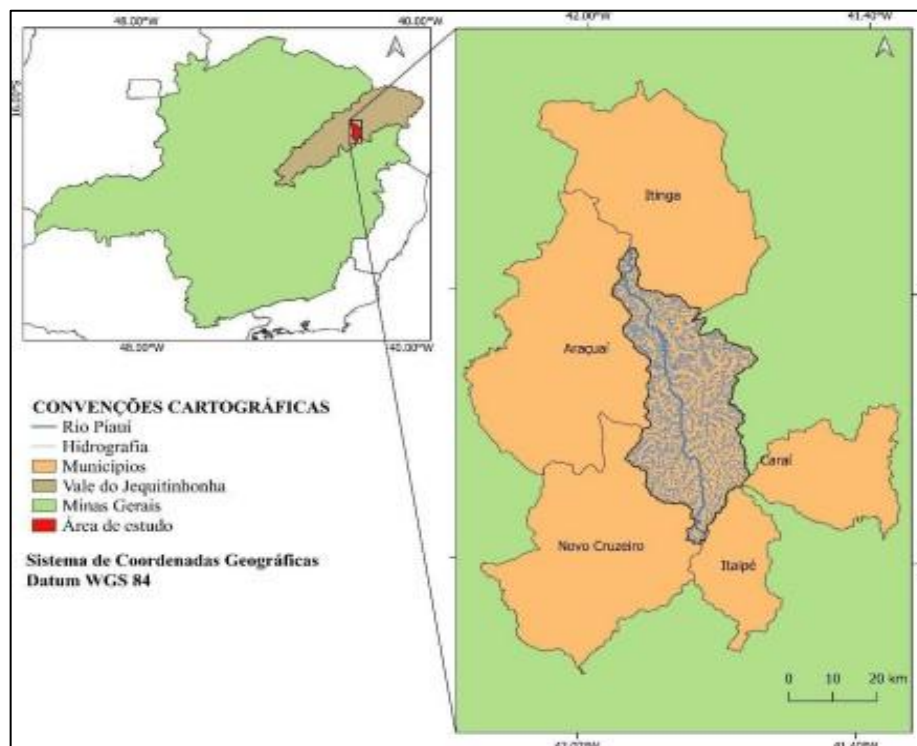 48.00°W
40.00°W
42.00°W
41.40°W
16.00°S
Itinga
Araçuaí
Caraí
Novo Cruzeiro
Itaipé
0 10 20 km
48.00°W
40.00°W
CONVENÇÕES CARTOGRÁFICAS
Rio Piauí
Hidrografia
Municípios
Vale do Jequitinhonha
Minas Gerais
Área de estudo
Sistema de Coordenadas Geográficas
Datum WGS 84